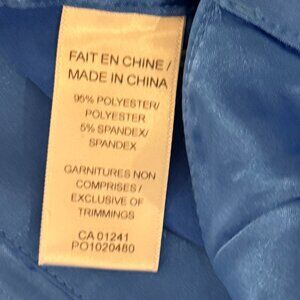 FAIT EN CHINE/
MADE IN CHINA
95% POLYESTER/
POLYESTER
5% SPANDEX/
SPANDEX
GARNITURES NON
COMPRISES/
EXCLUSIVE OF
TRIMMINGS
CA 01241
PO1020480